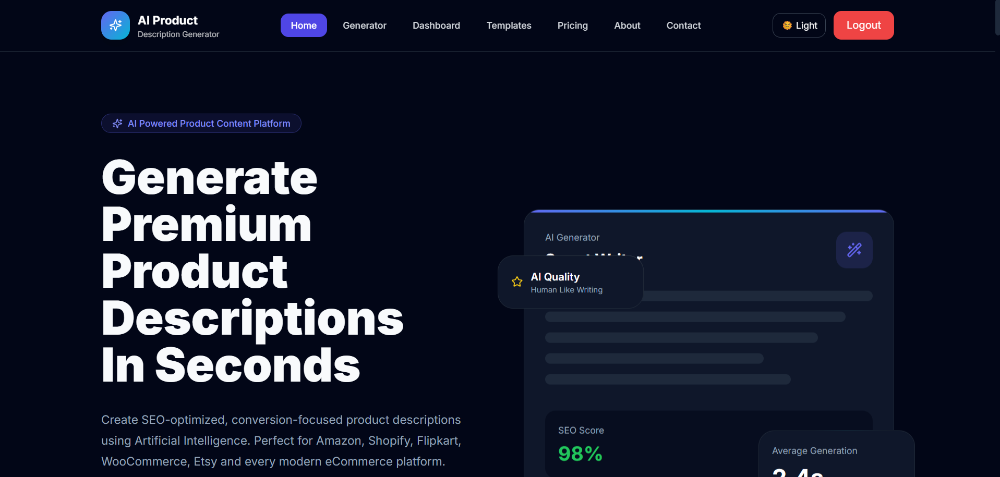 AI Product
Description Generator
Home
Generator
Dashboard
Templates
Pricing
About
Contact
Light
Logout
AI Powered Product Content Platform
Generate
Premium
Product
Descriptions
In Seconds
Create SEO-optimized, conversion-focused product descriptions
using Artificial Intelligence. Perfect for Amazon, Shopify, Flipkart,
WooCommerce, Etsy and every modern eCommerce platform.
AI Generator
AI Quality
Human Like Writing
SEO Score
98%
Average Generation
2.4s